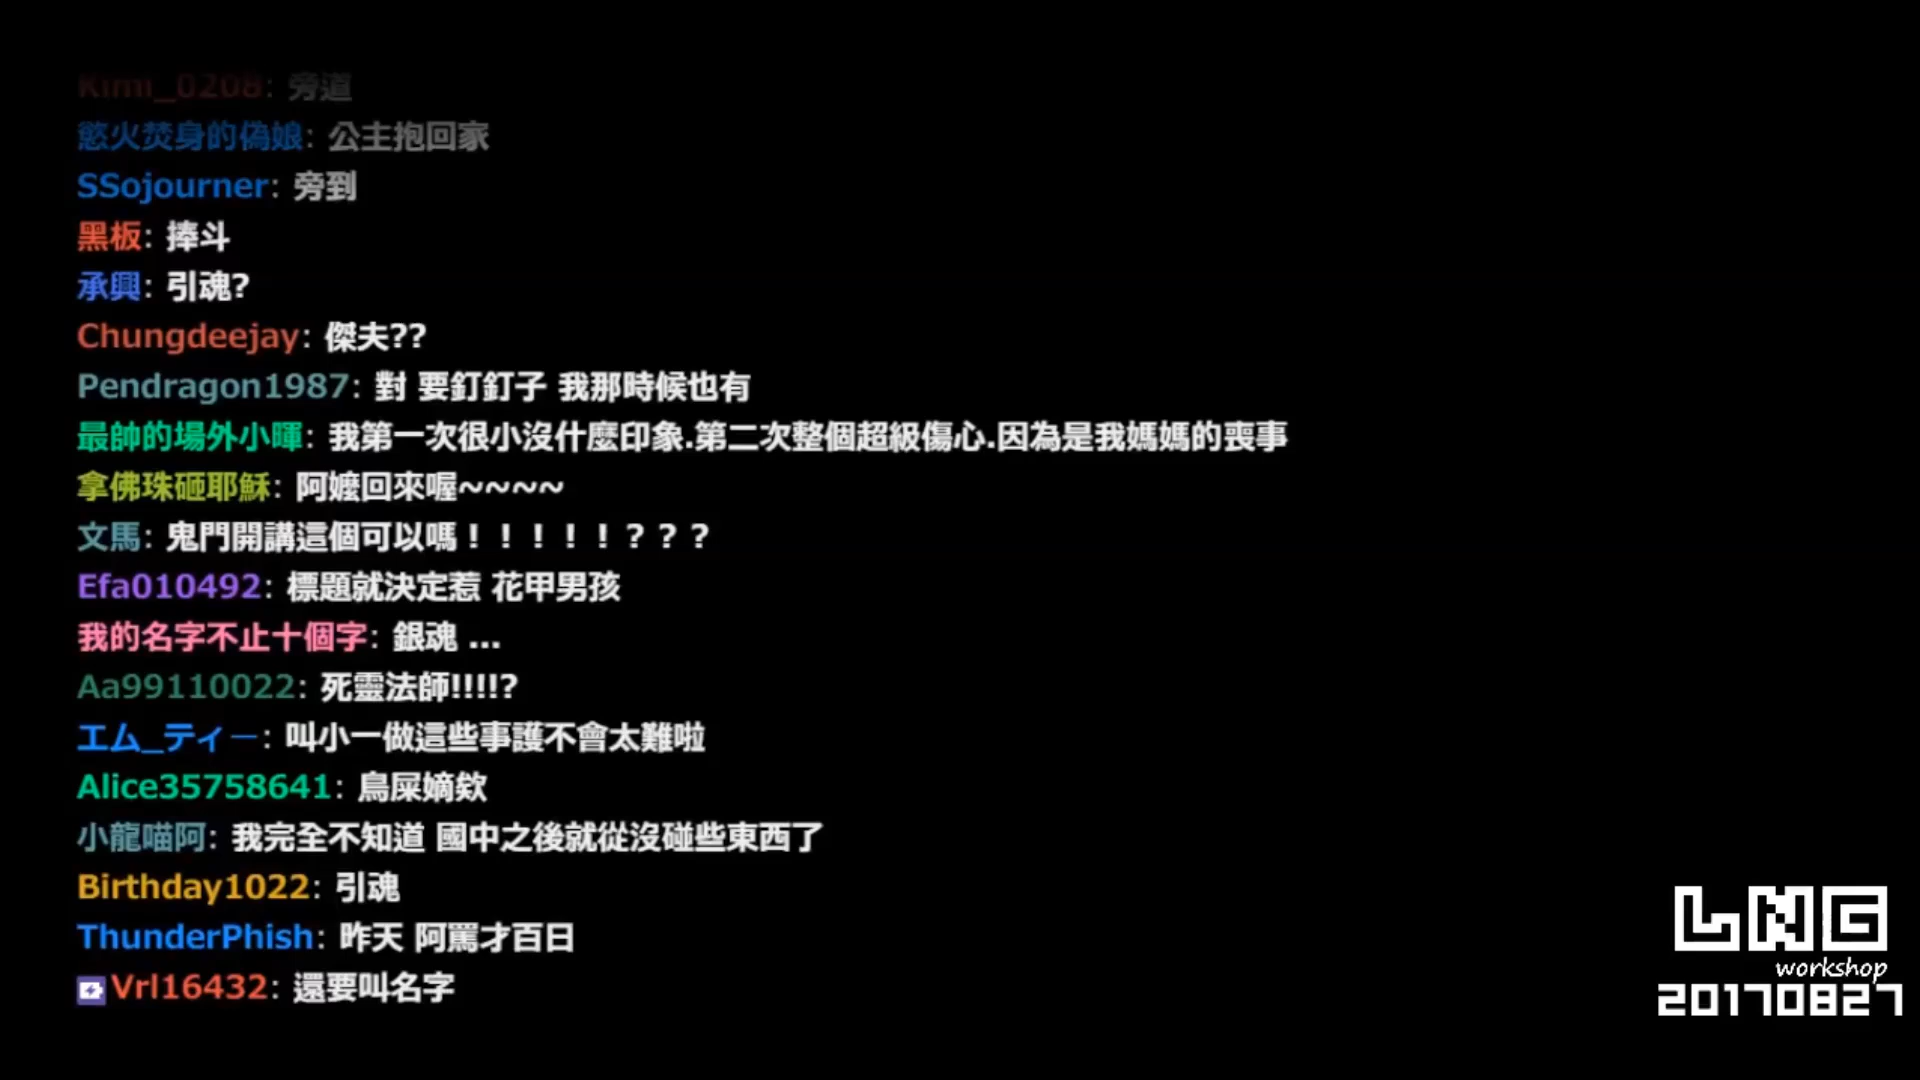 Kimi_0208: 旁道
慾火焚身的偽娘: 公主抱回家
SSojourner: 旁到
黑板: 捧斗
承興: 引魂?
Chungdeejay: 傑夫??
Pendragon1987: 對 要釘釘子 我那時候也有
最帥的場外小暉: 我第一次很小沒什麼印象.第二次整個超級傷心.因為是我媽媽的喪事
拿佛珠砸耶穌: 阿嬤回來喔~~~~
文馬: 鬼門開講這個可以嗎！！！！！？？？
Efa010492: 標題就決定惹 花甲男孩
我的名字不止十個字: 銀魂 ...
Aa99110022: 死靈法師!!!!?
エム_ティー: 叫小一做這些事護不會太難啦
Alice35758641: 鳥屎嫡欸
小龍喵阿: 我完全不知道 國中之後就從沒碰些東西了
Birthday1022: 引魂
ThunderPhish: 昨天 阿罵才百日
Vrl16432: 還要叫名字
LNG
workshop
20170827